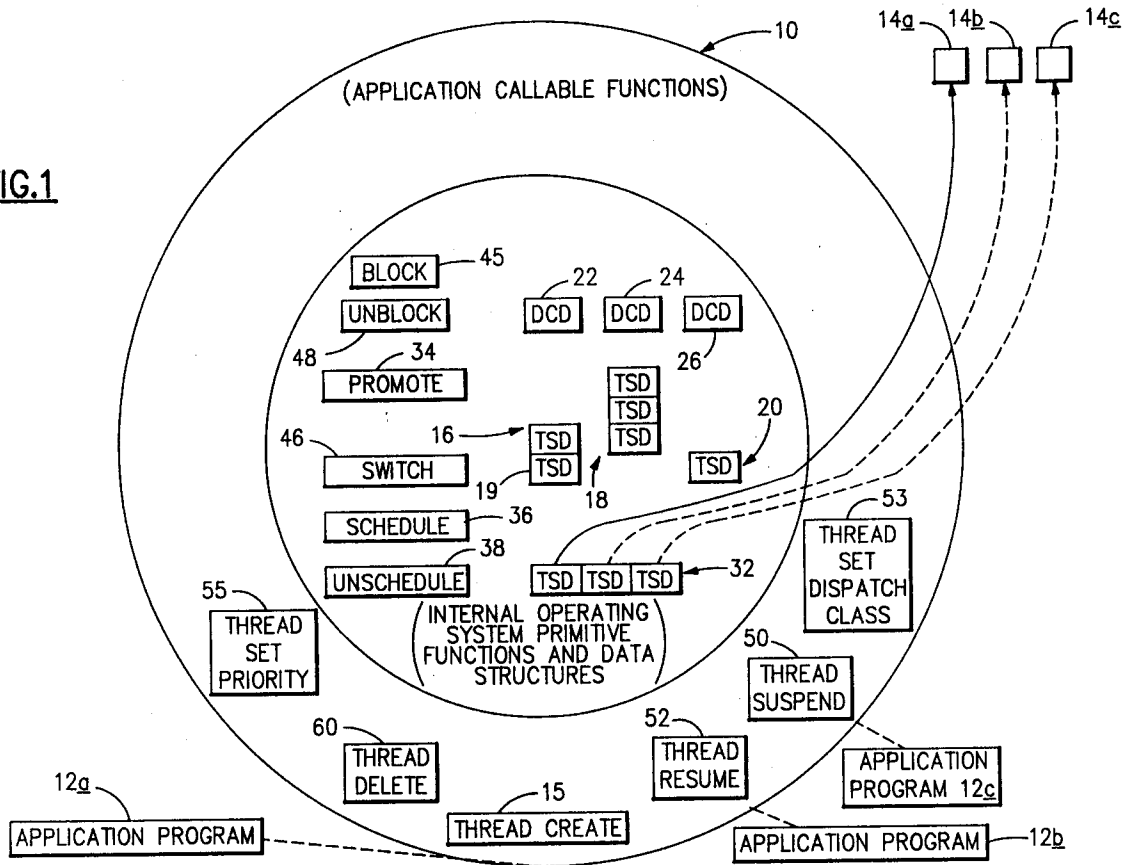 14a
14b
14c
10
(APPLICATION CALLABLE FUNCTIONS)
IG.1
BLOCK
45
UNBLOCK
48
22
DCD
24
DCD
DCD
26
34
PROMOTE
TSD
TSD
TSD
16
TSD
TSD
19
18
20
TSD
46
SWITCH
SCHEDULE
36
38
UNSCHEDULE
TSD
TSD
TSD
32
(INTERNAL OPERATING
SYSTEM PRIMITIVE
FUNCTIONS AND DATA
STRUCTURES)
53
THREAD
SET
DISPATCH
CLASS
55
THREAD
SET
PRIORITY
50
THREAD
SUSPEND
60
THREAD
DELETE
52
THREAD
RESUME
15
THREAD CREATE
APPLICATION
PROGRAM 12c
12a
APPLICATION PROGRAM
APPLICATION PROGRAM
12b